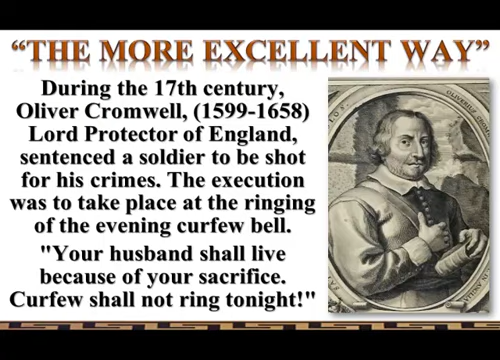 “THE MORE EXCELLENT WAY”
During the 17th century,
Oliver Cromwell, (1599-1658)
Lord Protector of England,
sentenced a soldier to be shot
for his crimes. The execution
was to take place at the ringing
of the evening curfew bell.
"Your husband shall live
because of your sacrifice.
Curfew shall not ring tonight!"